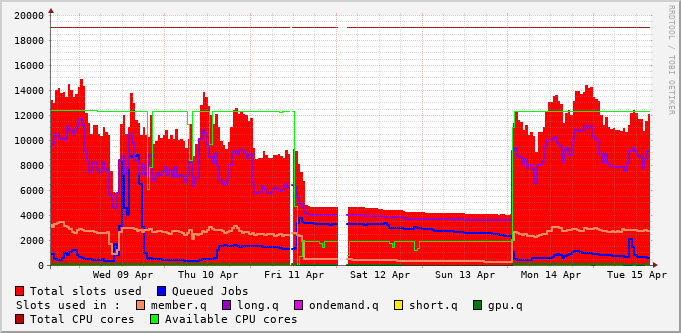 20000
18000
16000
14000
12000
10000
8000
6000
4000
2000
0
Wed 09 Apr Thu 10 Apr Fri 11 Apr Sat 12 Apr Sun 13 Apr Mon 14 Apr Tue 15 Apr
Total slots used Queued Jobs
Slots used in : member.q long.q ondemand.q short.q gpu.q
Total CPU cores Available CPU cores
RRDTOOL / TOBI OETIKER